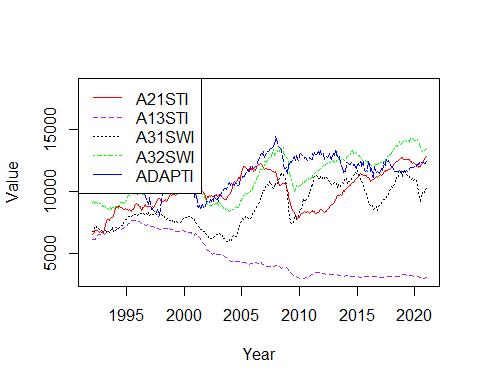 A21STI
A13STI
A31SWI
A32SWI
ADAPTI
Value
15000
10000
5000
1995
2000
2005
2010
2015
2020
Year